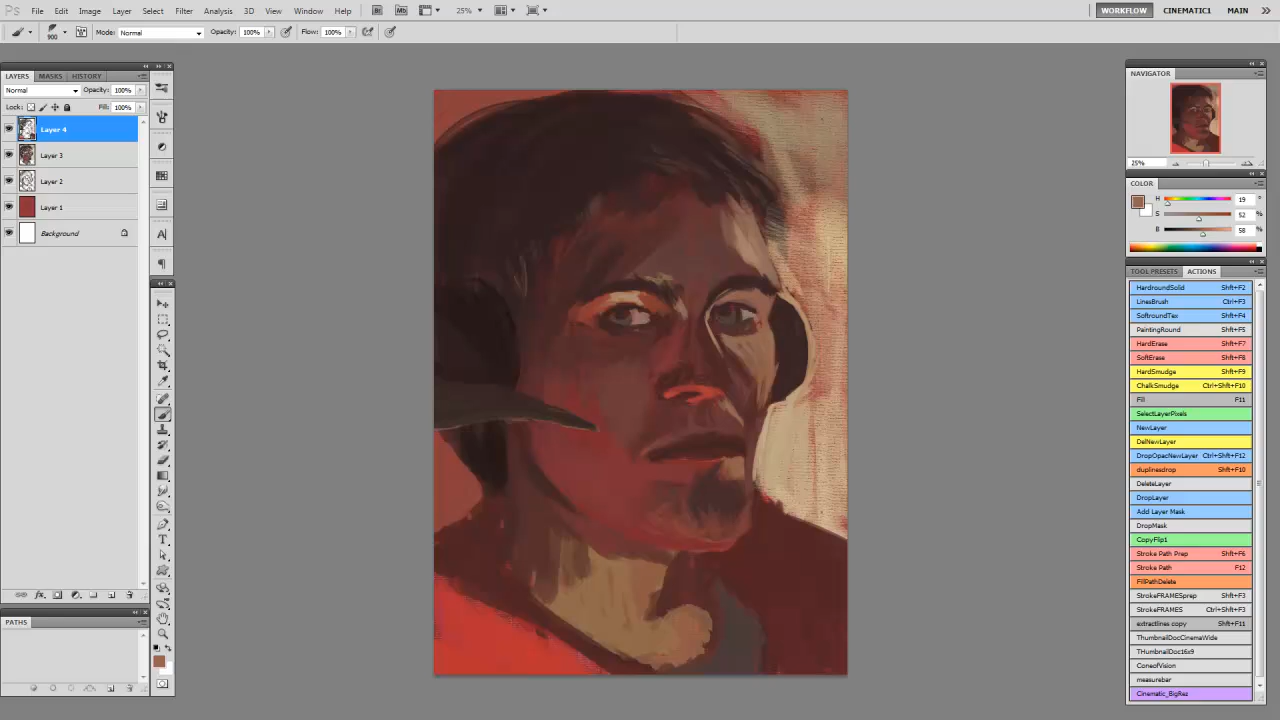 Ps File Edit Image Layer Select Filter Analysis 3D View Window Help Br Mb 25% WORKFLOW CINEMATIC1 MAIN
900 Mode: Normal Opacity: 100% Flow: 100%
LAYERS MASKS HISTORY
Normal Opacity: 100%
Lock: Fill: 100%
Layer 4
Layer 3
Layer 2
Layer 1
Background
PATHS
NAVIGATOR
25%
COLOR
H 19 °
S 52 %
B 58 %
TOOL PRESETS ACTIONS
HardroundSolid Shft+F2
LinesBrush Ctrl+F3
SoftroundTex Shft+F4
PaintingRound Shft+F5
HardErase Shft+F7
SoftErase Shft+F8
HardSmudge Shft+F9
ChalkSmudge Ctrl+Shft+F10
Fill F11
SelectLayerPixels
NewLayer
DelNewLayer
DropOpacNewLayer Ctrl+Shft+F12
duplinesdrop Shft+F10
DeleteLayer
DropLayer
Add Layer Mask
DropMask
CopyFlip1
Stroke Path Prep Shft+F6
Stroke Path F12
FillPathDelete
StrokeFRAMESprep Shft+F3
StrokeFRAMES Ctrl+Shft+F3
extractlines copy Shft+F11
ThumbnailDocCinemaWide
THumbnailDoc16x9
ConeofVision
measurebar
Cinematic_BigRez